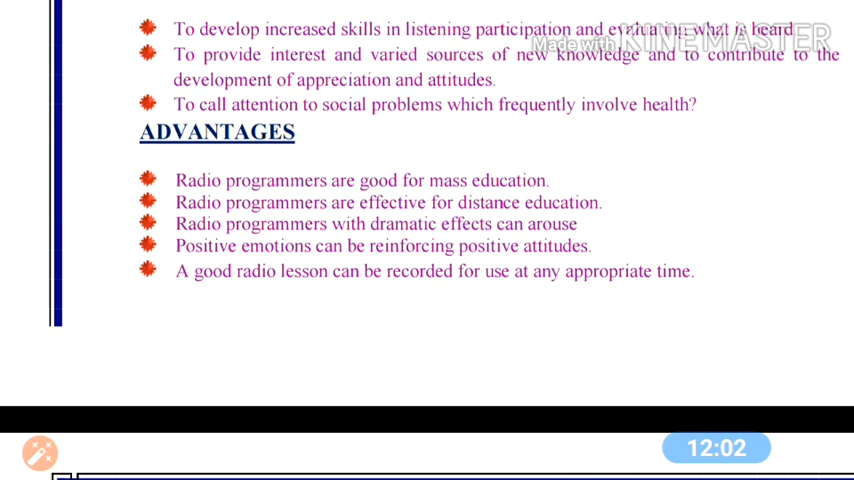 To develop increased skills in listening participation and evaluating what is heard
Made with KINEMASTER
To provide interest and varied sources of new knowledge and to contribute to the
development of appreciation and attitudes.
To call attention to social problems which frequently involve health?
ADVANTAGES
Radio programmers are good for mass education.
Radio programmers are effective for distance education.
Radio programmers with dramatic effects can arouse
Positive emotions can be reinforcing positive attitudes.
A good radio lesson can be recorded for use at any appropriate time.
12:02